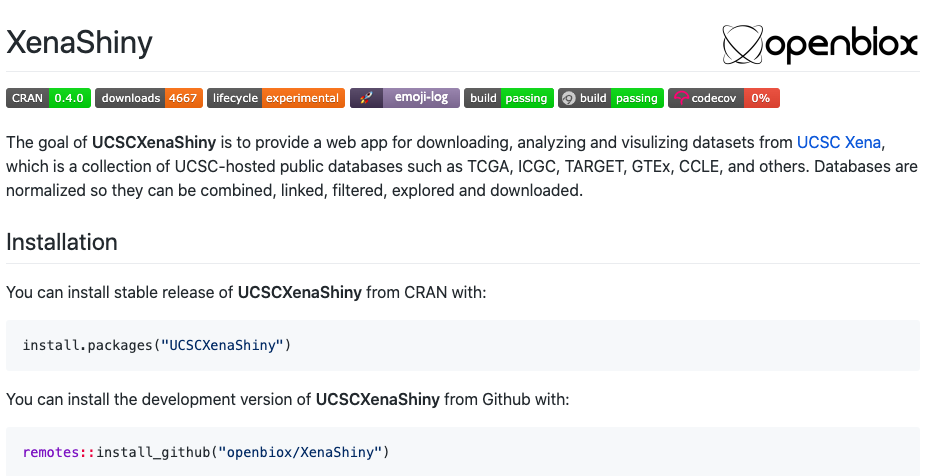 XenaShiny
openbiox
CRAN 0.4.0 downloads 4667 lifecycle experimental emoji-log build passing build passing codecov 0%
The goal of UCSCXenaShiny is to provide a web app for downloading, analyzing and visulizing datasets from UCSC Xena,
which is a collection of UCSC-hosted public databases such as TCGA, ICGC, TARGET, GTEx, CCLE, and others. Databases are
normalized so they can be combined, linked, filtered, explored and downloaded.
Installation
You can install stable release of UCSCXenaShiny from CRAN with:
install.packages("UCSCXenaShiny")
You can install the development version of UCSCXenaShiny from Github with:
remotes::install_github("openbiox/XenaShiny")